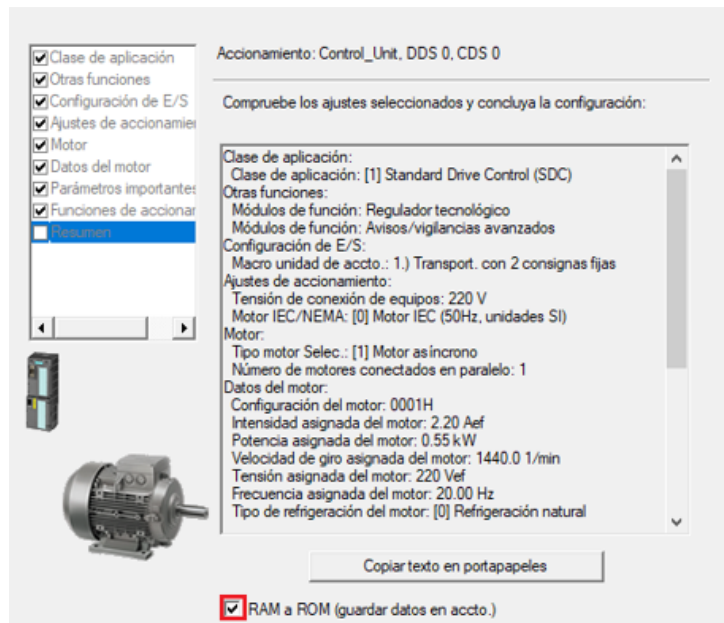 Clase de aplicación
Otras funciones
Configuración de E/S
Ajustes de accionamie
Motor
Datos del motor
Parámetros importantes
Funciones de accionar
Resumen
Accionamiento: Control_Unit, DDS 0, CDS 0
Compruebe los ajustes seleccionados y concluya la configuración:
Clase de aplicación:
Clase de aplicación: [1] Standard Drive Control (SDC)
Otras funciones:
Módulos de función: Regulador tecnológico
Módulos de función: Avisos/vigilancias avanzados
Configuración de E/S:
Macro unidad de accto.: 1.) Transport. con 2 consignas fijas
Ajustes de accionamiento:
Tensión de conexión de equipos: 220 V
Motor IEC/NEMA: [0] Motor IEC (50Hz, unidades SI)
Motor:
Tipo motor Selec.: [1] Motor asíncrono
Número de motores conectados en paralelo: 1
Datos del motor:
Configuración del motor: 0001H
Intensidad asignada del motor: 2.20 Aef
Potencia asignada del motor: 0.55 kW
Velocidad de giro asignada del motor: 1440.0 1/min
Tensión asignada del motor: 220 Vef
Frecuencia asignada del motor: 20.00 Hz
Tipo de refrigeración del motor: [0] Refrigeración natural
Copiar texto en portapapeles
RAM a ROM (guardar datos en accto.)